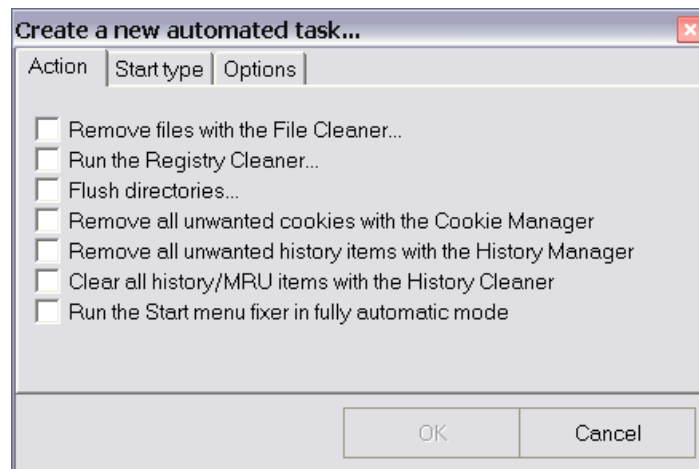 Create a new automated task...
Action Start type Options
Remove files with the File Cleaner...
Run the Registry Cleaner...
Flush directories...
Remove all unwanted cookies with the Cookie Manager
Remove all unwanted history items with the History Manager
Clear all history/MRU items with the History Cleaner
Run the Start menu fixer in fully automatic mode
OK Cancel